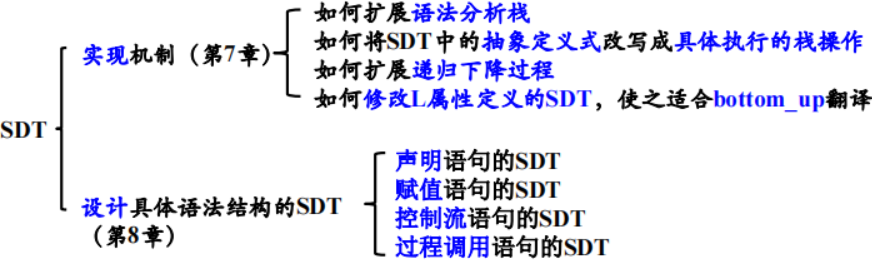 SDT
实现机制（第7章）
如何扩展语法分析栈
如何将SDT中的抽象定义式改写成具体执行的栈操作
如何扩展递归下降过程
如何修改L属性定义的SDT，使之适合bottom_up翻译
设计具体语法结构的SDT
（第8章）
声明语句的SDT
赋值语句的SDT
控制流语句的SDT
过程调用语句的SDT